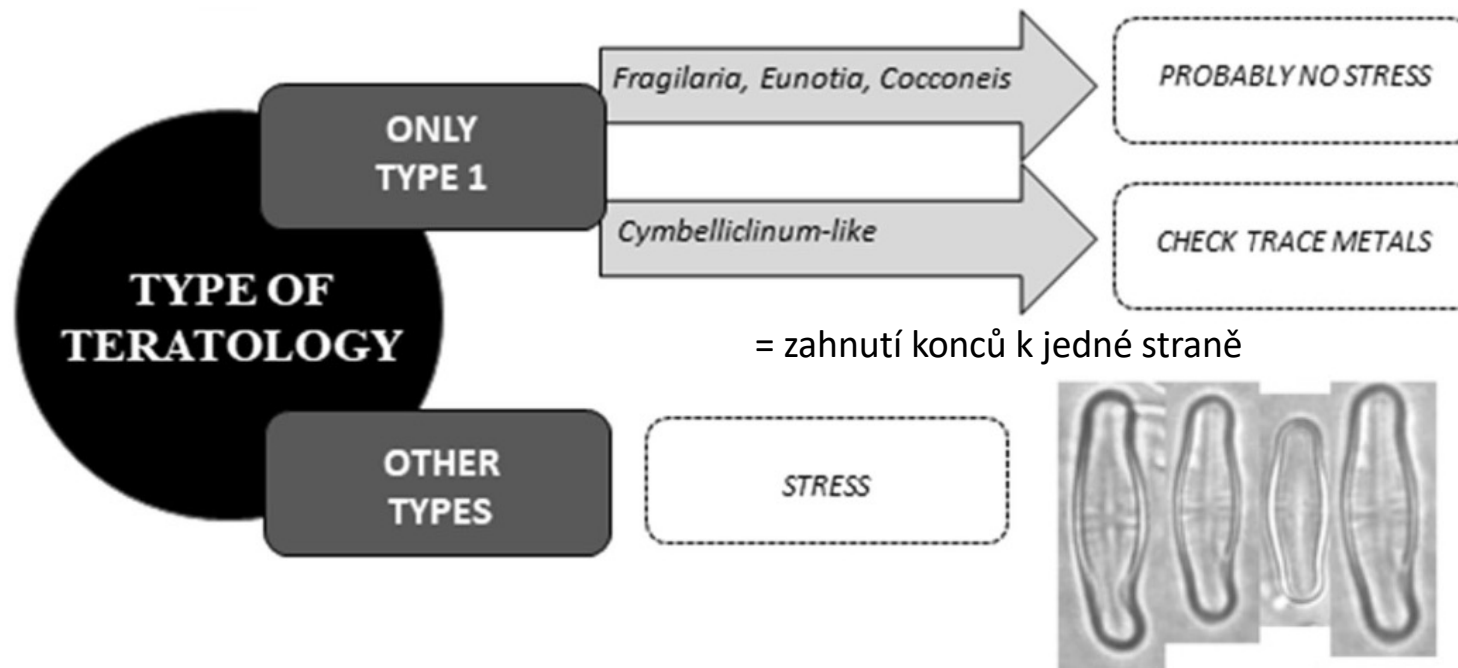 TYPE OF
TERATOLOGY
ONLY
TYPE 1
Fragilaria, Eunotia, Cocconeis
PROBABLY NO STRESS
Cymbelliclinum-like
CHECK TRACE METALS
= zahnutí konců k jedné straně
OTHER
TYPES
STRESS